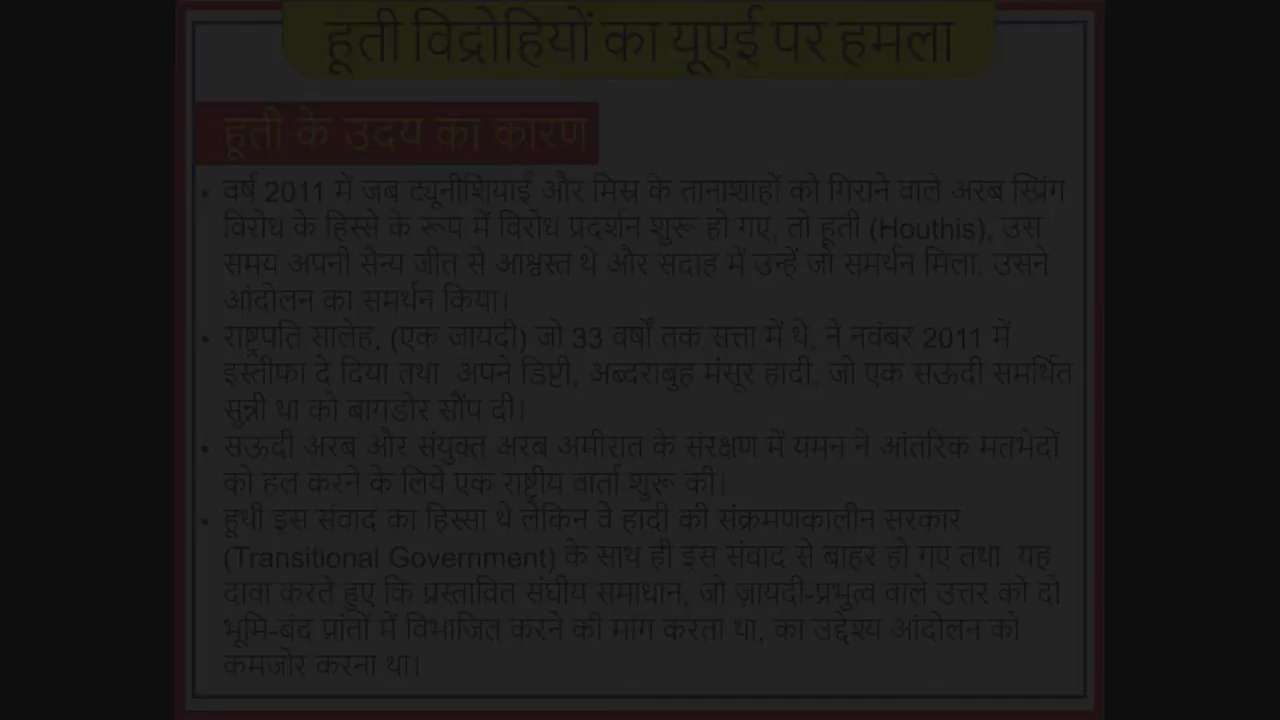 हूती विद्रोहियों का यूएई पर हमला
हूती के उदय का कारण
• वर्ष 2011 में जब ट्यूनीशियाई और मिस्र के तानाशाहों को गिराने वाले अरब स्प्रिंग
विरोध के हिस्से के रूप में विरोध प्रदर्शन शुरू हो गए, तो हूती (Houthis), उस
समय अपनी सैन्य जीत से आश्वस्त थे और सदाह में उन्हें जो समर्थन मिला, उसने
आंदोलन का समर्थन किया।
• राष्ट्रपति सालेह, (एक जायदी) जो 33 वर्षों तक सत्ता में थे, ने नवंबर 2011 में
इस्तीफा दे दिया तथा अपने डिप्टी, अब्दराबुह मंसूर हादी, जो एक सऊदी समर्थित
सुन्नी था को बागडोर सौंप दी।
• सऊदी अरब और संयुक्त अरब अमीरात के संरक्षण में यमन ने आंतरिक मतभेदों
को हल करने के लिये एक राष्ट्रीय वार्ता शुरू की।
• हूथी इस संवाद का हिस्सा थे लेकिन वे हादी की संक्रमणकालीन सरकार
(Transitional Government) के साथ ही इस संवाद से बाहर हो गए तथा यह
दावा करते हुए कि प्रस्तावित संघीय समाधान, जो ज़ायदी-प्रभुत्व वाले उत्तर को दो
भूमि-बंद प्रांतों में विभाजित करने की मांग करता था, का उद्देश्य आंदोलन को
कमजोर करना था।